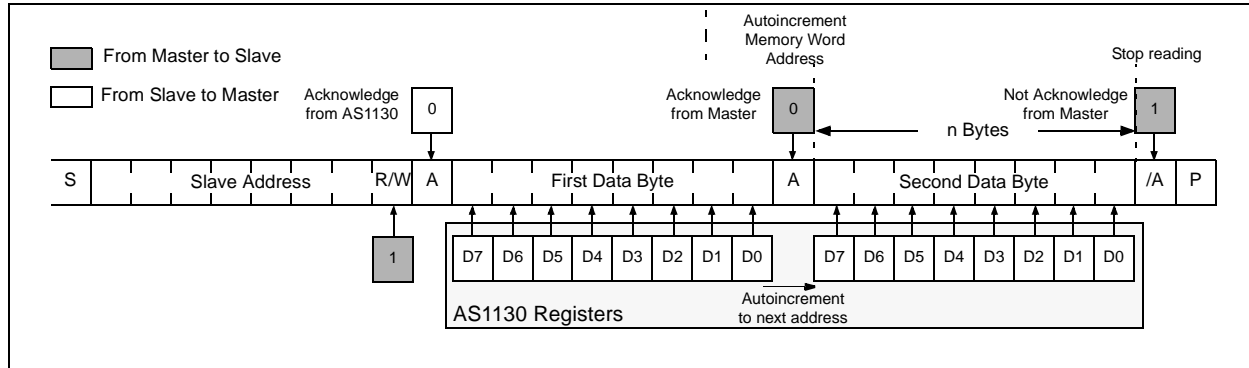 Autoincrement
Memory Word
Address
From Master to Slave
Stop reading
From Slave to Master
Acknowledge
from AS1130
0
Acknowledge
from Master
0
Not Acknowledge
from Master
1
n Bytes
S Slave Address R/W A First Data Byte A Second Data Byte /A P
1
D7 D6 D5 D4 D3 D2 D1 D0 D7 D6 D5 D4 D3 D2 D1 D0
Autoincrement
to next address
AS1130 Registers